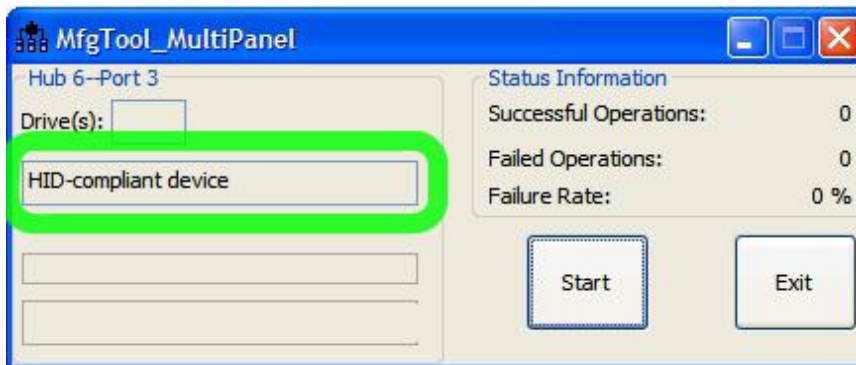 MfgTool_MultiPanel
Hub 6--Port 3
Drive(s):
HID-compliant device
Status Information
Successful Operations: 0
Failed Operations: 0
Failure Rate: 0 %
Start
Exit